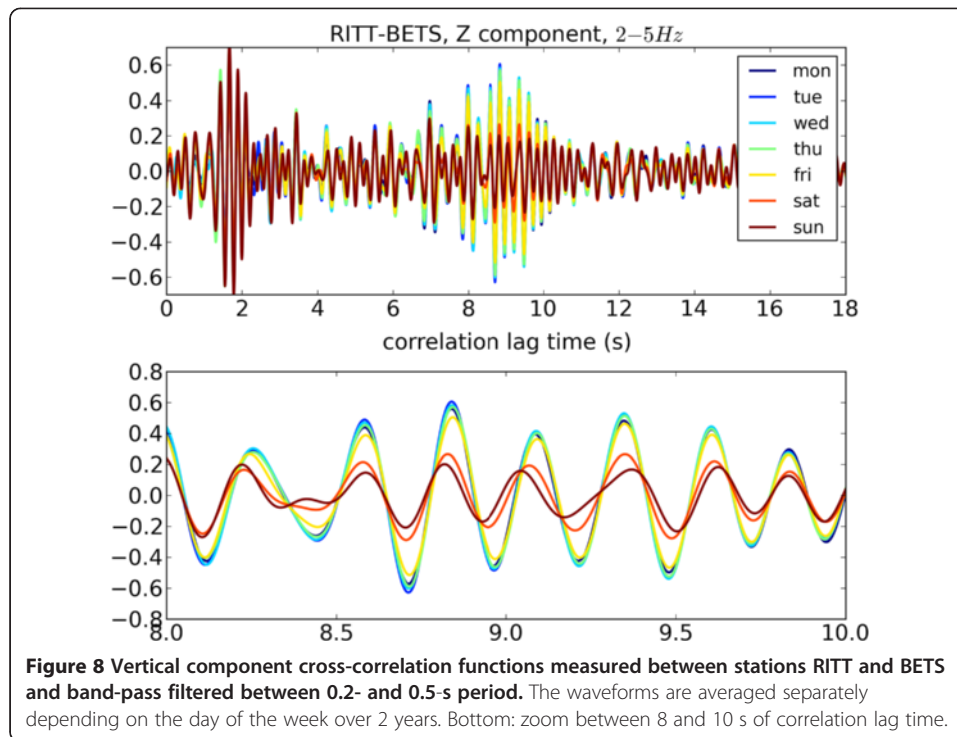 RITT-BETS, Z component, 2−5Hz
0.6
0.4
0.2
0.0
−0.2
−0.4
−0.6
mon
tue
wed
thu
fri
sat
sun
0 2 4 6 8 10 12 14 16 18
correlation lag time (s)
0.8
0.6
0.4
0.2
0.0
−0.2
−0.4
−0.6
−0.8
8.0 8.5 9.0 9.5 10.0
Figure 8 Vertical component cross-correlation functions measured between stations RITT and BETS
and band-pass filtered between 0.2- and 0.5-s period. The waveforms are averaged separately
depending on the day of the week over 2 years. Bottom: zoom between 8 and 10 s of correlation lag time.